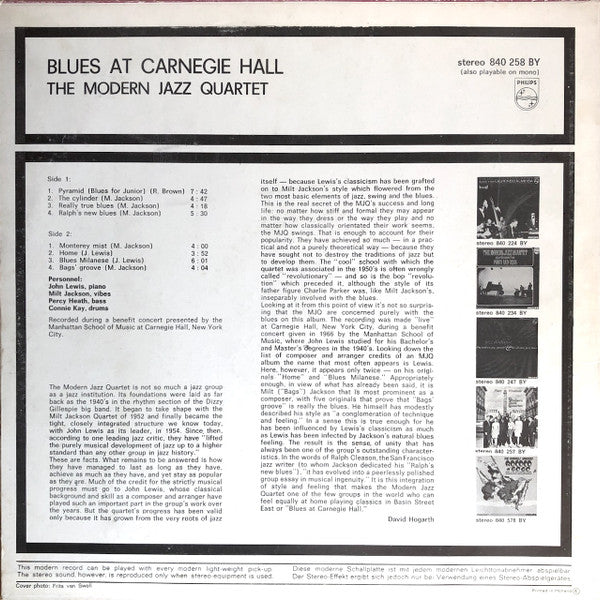 BLUES AT CARNEGIE HALL
THE MODERN JAZZ QUARTET
stereo 840 258 BY
(also playable on mono)
PHILIPS
Side 1:
1. Pyramid (Blues for Junior) (R. Brown) 7 : 42
2. The cylinder (M. Jackson) 4 : 47
3. Really true blues (M. Jackson) 4 : 18
4. Ralph's new blues (M. Jackson) 5 : 30
Side 2:
1. Monterey mist (M. Jackson) 4 : 00
2. Home (J. Lewis) 3 : 52
3. Blues Milanese (J. Lewis) 6 : 01
4. Bags' groove (M. Jackson) 4 : 04
Personnel:
John Lewis, piano
Milt Jackson, vibes
Percy Heath, bass
Connie Kay, drums
Recorded during a benefit concert presented by the
Manhattan School of Music at Carnegie Hall, New York
City.
The Modern Jazz Quartet is not so much a jazz group
as a jazz institution. Its foundations were laid as far
back as the 1940's in the rhythm section of the Dizzy
Gillespie big band. It began to take shape with the
Milt Jackson Quartet of 1952 and finally became the
tight, closely integrated structure we know today,
with John Lewis as its leader, in 1954. Since then,
according to one leading jazz critic, they have "lifted
the purely musical development of jazz up to a higher
standard than any other group in jazz history."
These are facts. What remains to be answered is how
they have managed to last as long as they have,
achieve as much as they have, and yet stay as popular
as they are. Much of the credit for the strictly musical
progress must go to John Lewis, whose classical
background and skill as a composer and arranger have
played such an important part in the group's work over
the years. But the quartet's progress has been valid
only because it has grown from the very roots of jazz
itself — because Lewis's classicism has been grafted
on to Milt Jackson's style which flowered from the
two most basic elements of jazz, swing and the blues.
This is the real secret of the MJQ's success and long
life: no matter how stiff and formal they may appear
in the way they dress or the way they play and no
matter how classically orientated their work seems,
the MJQ swings. That is enough to account for their
popularity. They have achieved so much — in a prac-
tical and not a purely theoretical way — because they
have sought not to destroy the traditions of jazz but
to develop them. The "cool" school with which the
quartet was associated in the 1950's is often wrongly
called "revolutionary" — and so is the bop "revolu-
tion" which preceded it, although the style of its
father figure Charlie Parker was, like Milt Jackson's,
inseparably involved with the blues.
Looking at it from this point of view it's not so surpris-
ing that the MJQ are concerned purely with the
blues on this album. The recording was made "live"
at Carnegie Hall, New York City, during a benefit
concert given in 1966 by the Manhattan School of
Music, where John Lewis studied for his Bachelor's
and Master's degrees in the 1940's. Looking down the
list of composer and arranger credits of an MJQ
album the name that most often appears is Lewis.
Here, however, it appears only twice — on his orig-
inals "Home" and "Blues Milanese." Appropriately
enough, in view of what has already been said, it is
Milt ("Bags") Jackson that is most prominent as a
composer, with five originals that prove that "Bags'
groove" is really the blues. He himself has modestly
described his style as "a conglomeration of technique
and feeling." In a sense this is true enough for he
has been influenced by Lewis's classicism as much
as Lewis has been infected by Jackson's natural blues
feeling. The result is the sense, of unity that has
always been one of the quartet's outstanding character-
istics. In the words of Ralph Gleason, the San Francisco
jazz writer (to whom Jackson dedicated his "Ralph's
new blues"), "it has evolved into a peerlessly polished
group essay in musical ingenuity." It is this integration
of style and feeling that makes the Modern Jazz
Quartet one of the few groups in the world who can
feel equally at home playing classics in Basin Street
East or "Blues at Carnegie Hall."
David Hogarth
stereo 840 224 BY
THE MODERN JAZZ QUARTET
stereo 840 234 BY
stereo 840 247 BY
stereo 840 257 BY
stereo 840 578 BY
This modern record can be played with every modern light-weight pick-up
The stereo sound, however, is reproduced only when stereo equipment is used.
Diese moderne Schallplatte ist mit jedem modernen Leichttonabnehmer abspielbar
Der Stereo-Effekt ergibt sich jedoch nur bei Verwendung eines Stereo-Abspielgerätes
Cover photo: Frits van Swoll
Printed in Holland